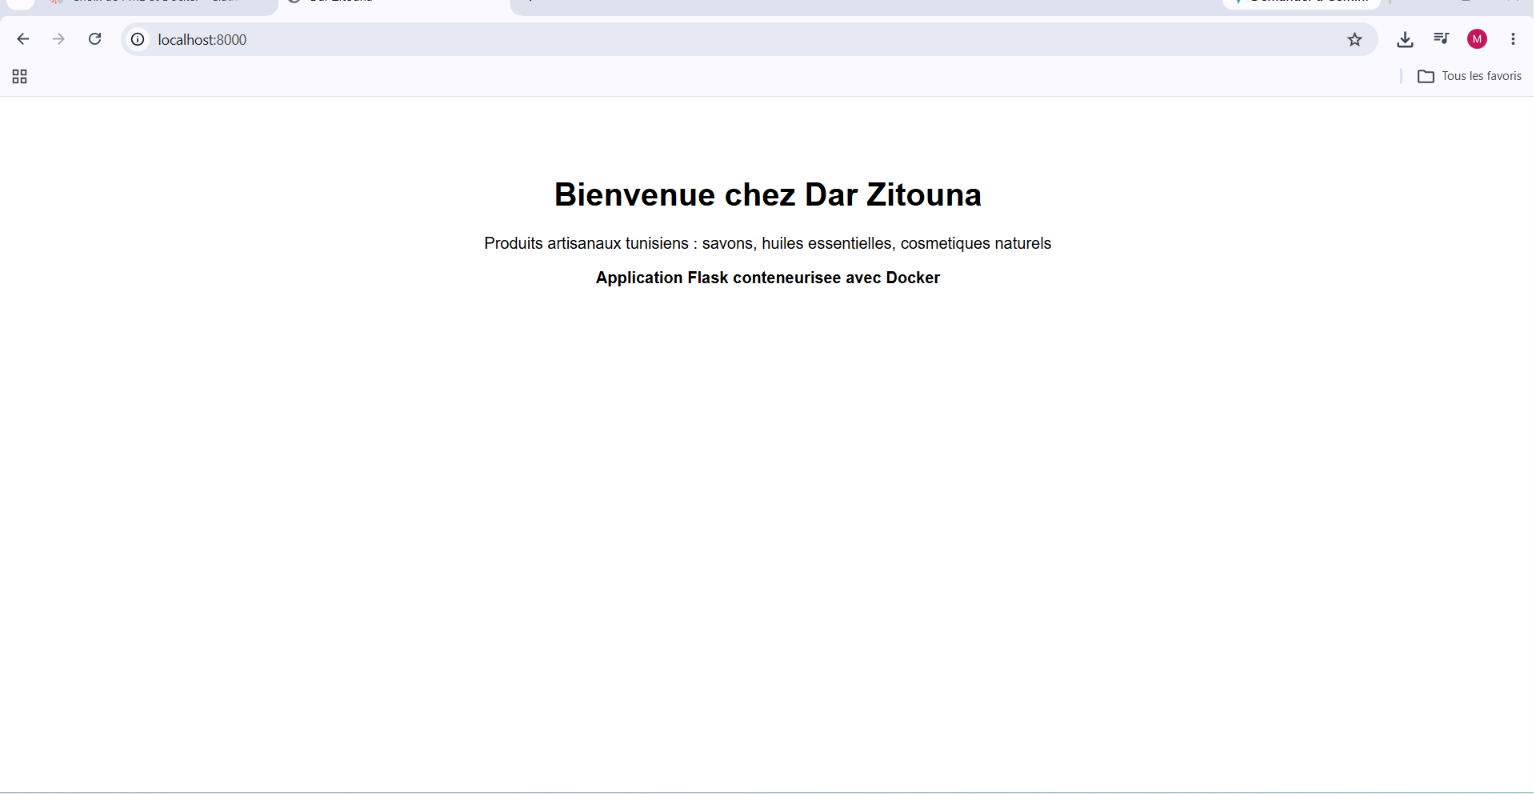 localhost:8000
M
Tous les favoris
Bienvenue chez Dar Zitouna
Produits artisanaux tunisiens : savons, huiles essentielles, cosmetiques naturels
Application Flask conteneurisee avec Docker